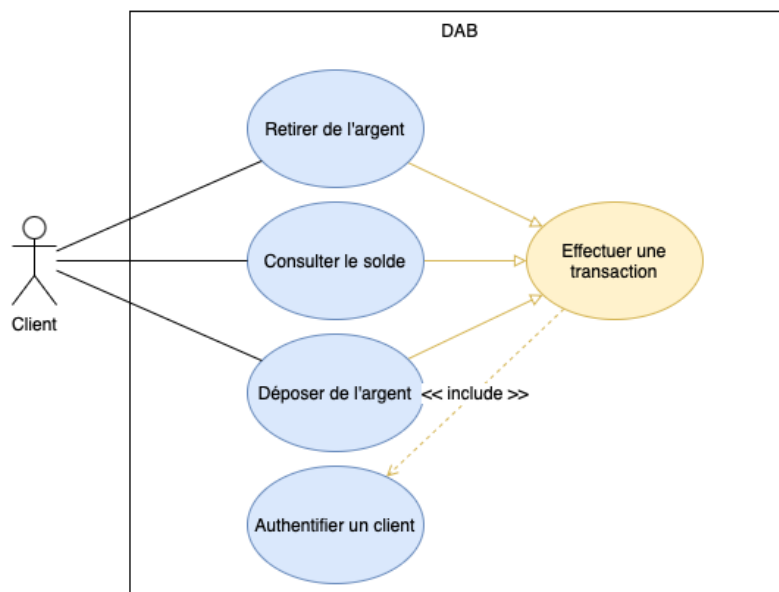 DAB
Retirer de l'argent
Consulter le solde
Effectuer une
transaction
Client
Déposer de l'argent
<< include >>
Authentifier un client